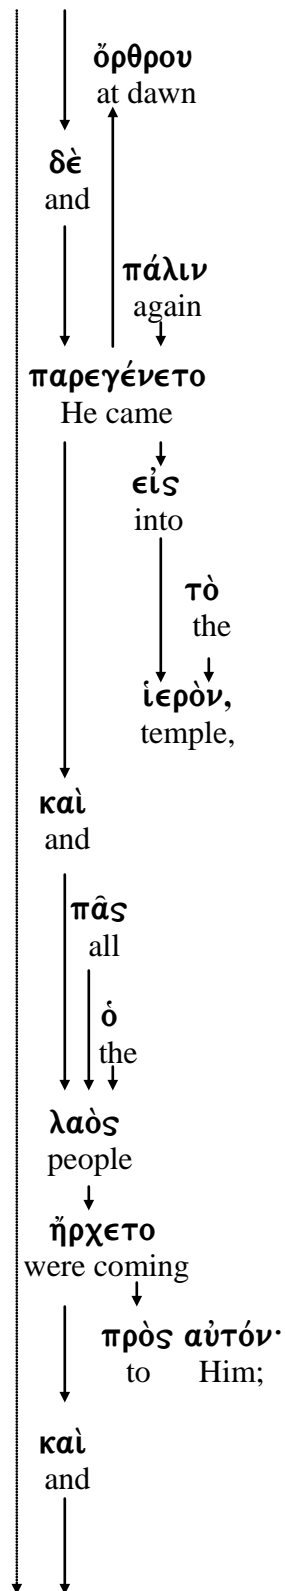 ὄρθρου
at dawn
δὲ
and
πάλιν
again
παρεγένετο
He came
εἰς
into
τὸ
the
ἱερὸν,
temple,
καὶ
and
πᾶς
all
ὁ
the
λαὸς
people
ἤρχετο
were coming
πρὸς αὐτόν·
to Him;
καὶ
and